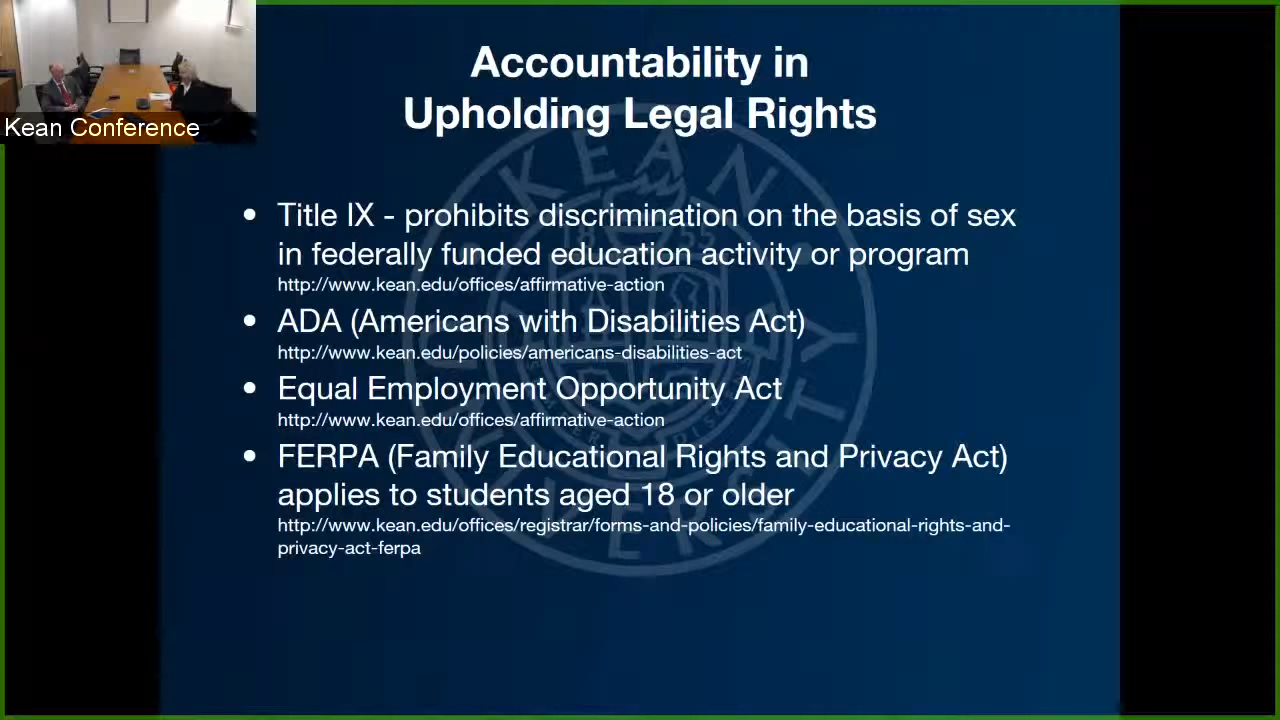 Kean Conference
Accountability in
Upholding Legal Rights
• Title IX - prohibits discrimination on the basis of sex
in federally funded education activity or program
http://www.kean.edu/offices/affirmative-action
• ADA (Americans with Disabilities Act)
http://www.kean.edu/policies/americans-disabilities-act
• Equal Employment Opportunity Act
http://www.kean.edu/offices/affirmative-action
• FERPA (Family Educational Rights and Privacy Act)
applies to students aged 18 or older
http://www.kean.edu/offices/registrar/forms-and-policies/family-educational-rights-and-
privacy-act-ferpa
KEAN
UNIVERSITY